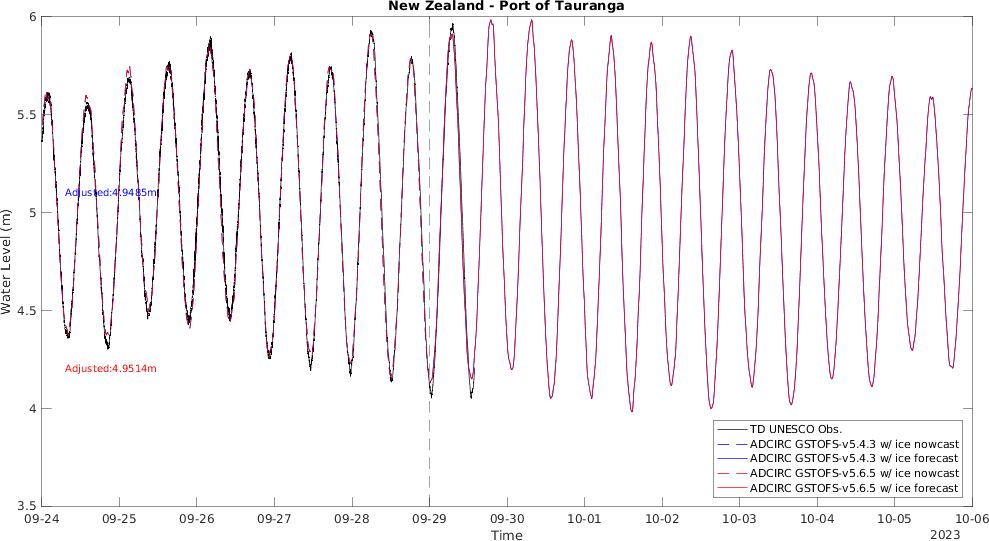 New Zealand - Port of Tauranga
Water Level (m)
6
5.5
5
4.5
4
3.5
Adjusted:4.9485m
Adjusted:4.9514m
TD UNESCO Obs.
ADCIRC GSTOFS-v5.4.3 w/ ice nowcast
ADCIRC GSTOFS-v5.4.3 w/ ice forecast
ADCIRC GSTOFS-v5.6.5 w/ ice nowcast
ADCIRC GSTOFS-v5.6.5 w/ ice forecast
09-24 09-25 09-26 09-27 09-28 09-29 09-30 10-01 10-02 10-03 10-04 10-05 10-06
Time
2023